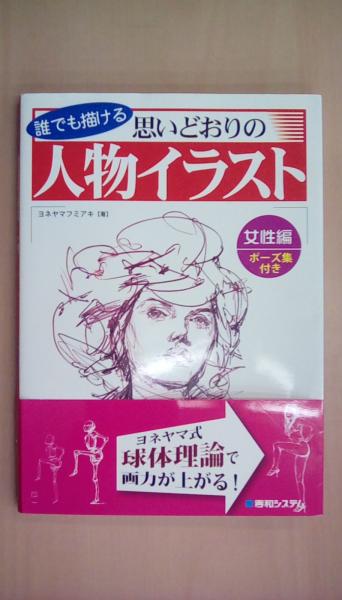 誰でも描ける
思いどおりの
人物イラスト
ヨネヤマフミアキ［著］
女性編
ポーズ集
付き
ヨネヤマ式
球体理論で
画力が上がる!
秀和システム